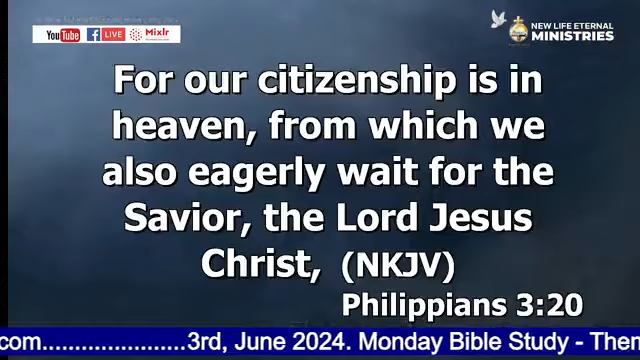 YouTube LIVE Mixlr
NEW LIFE ETERNAL
MINISTRIES
For our citizenship is in
heaven, from which we
also eagerly wait for the
Savior, the Lord Jesus
Christ, (NKJV)
Philippians 3:20
com......................3rd, June 2024. Monday Bible Study - Them